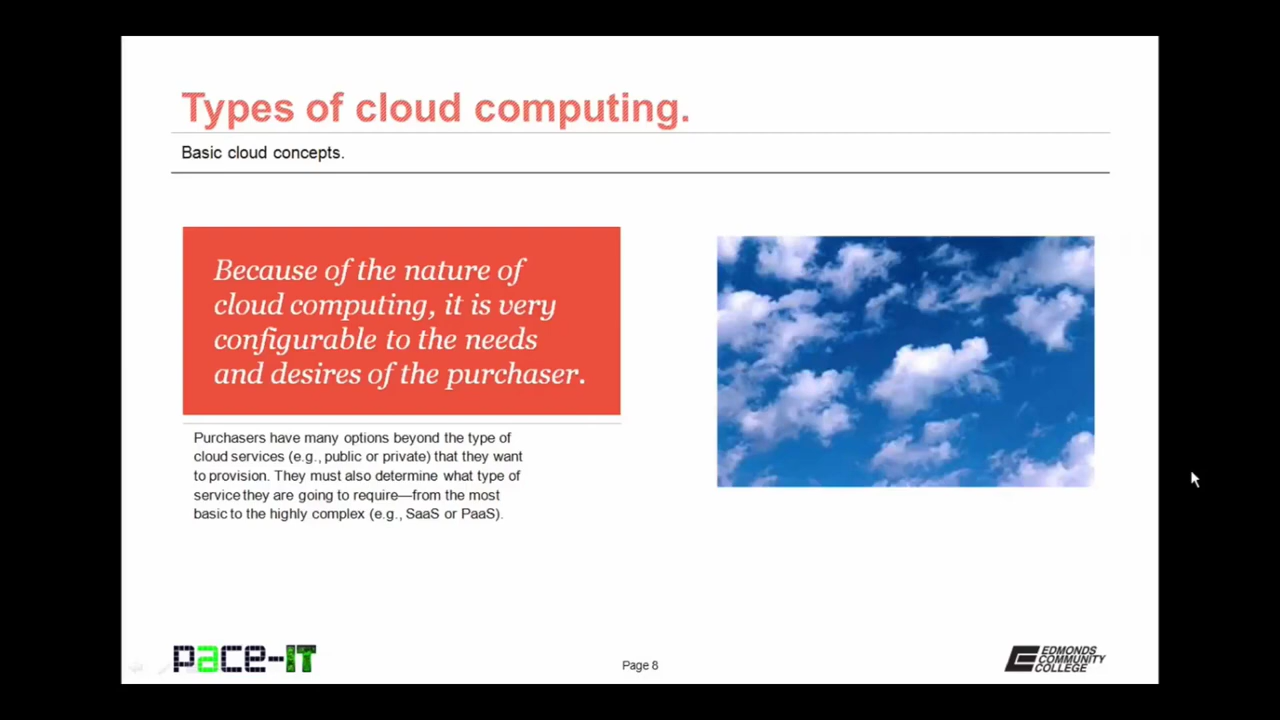 Types of cloud computing.
Basic cloud concepts.
Because of the nature of
cloud computing, it is very
configurable to the needs
and desires of the purchaser.
Purchasers have many options beyond the type of
cloud services (e.g., public or private) that they want
to provision. They must also determine what type of
service they are going to require—from the most
basic to the highly complex (e.g., SaaS or PaaS).
pace-IT
Page 8
EDMONDS
COMMUNITY
COLLEGE